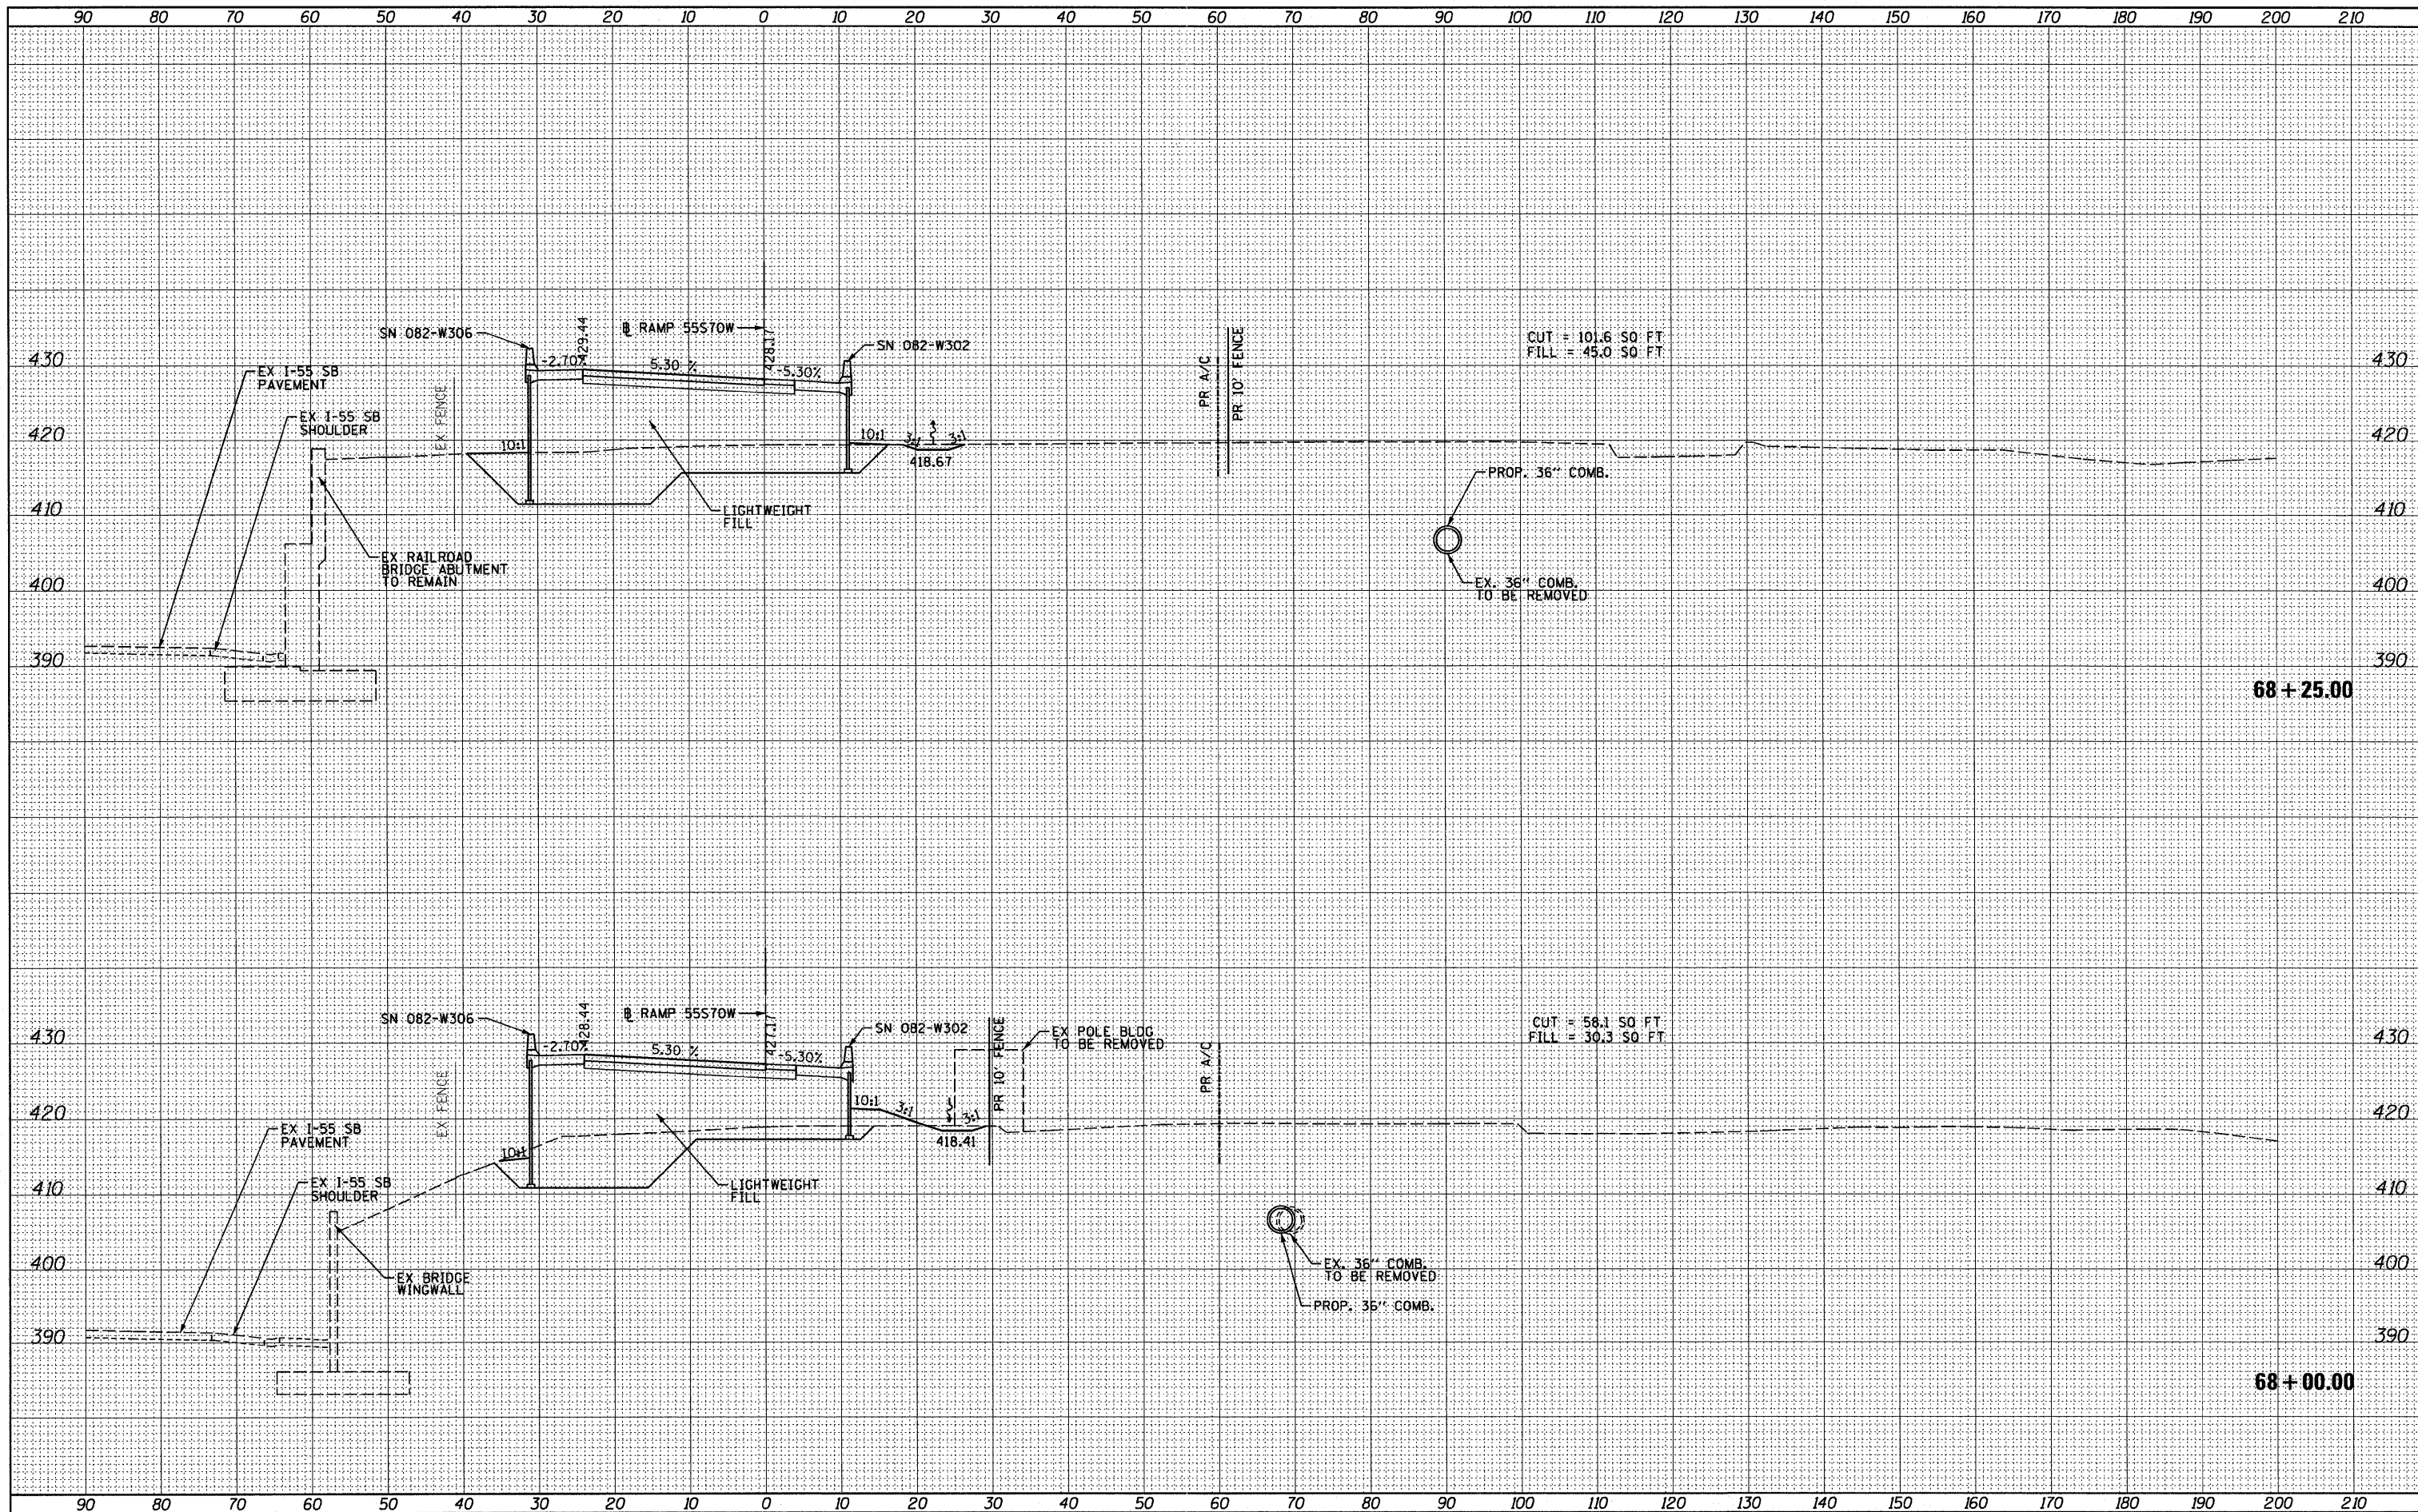 90 80 70 60 50 40 30 20 10 0 10 20 30 40 50 60 70 80 90 100 110 120 130 140 150 160 170 180 190 200 210
SN 082-W306
429.44
℄ RAMP 55S70W
428.17
SN 082-W302
-2.70%
5.30 %
-5.30%
PR A/C
PR 10' FENCE
CUT = 101.6 SQ FT
FILL = 45.0 SQ FT
430
430
EX I-55 SB
PAVEMENT
EX FENCE
EX I-55 SB
SHOULDER
420
10:1
10:1
3:1
3:1
418.67
420
PROP. 36" COMB.
410
LIGHTWEIGHT
FILL
410
EX RAILROAD
BRIDGE ABUTMENT
TO REMAIN
400
EX. 36" COMB.
TO BE REMOVED
400
390
390
68+25.00
SN 082-W306
428.44
℄ RAMP 55S70W
427.17
SN 082-W302
-2.70%
5.30 %
-5.30%
PR 10' FENCE
EX POLE BLDG
TO BE REMOVED
PR A/C
CUT = 58.1 SQ FT
FILL = 30.3 SQ FT
430
430
EX FENCE
420
10:1
3:1
3:1
420
EX I-55 SB
PAVEMENT
418.41
10:1
410
EX I-55 SB
SHOULDER
LIGHTWEIGHT
FILL
410
400
EX BRIDGE
WINGWALL
EX. 36" COMB.
TO BE REMOVED
400
PROP. 36" COMB.
390
390
68+00.00
90 80 70 60 50 40 30 20 10 0 10 20 30 40 50 60 70 80 90 100 110 120 130 140 150 160 170 180 190 200 210